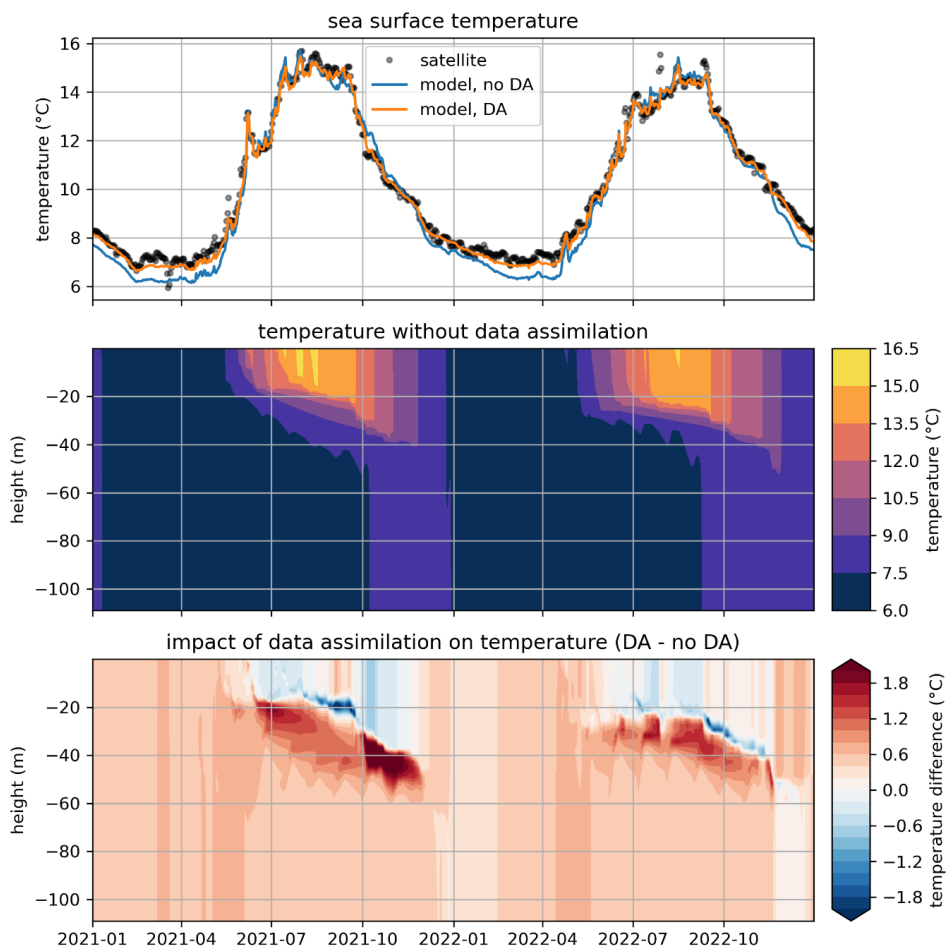 sea surface temperature
16
14
12
10
8
6
temperature (°C)
satellite
model, no DA
model, DA
temperature without data assimilation
−20
−40
−60
−80
−100
height (m)
16.5
15.0
13.5
12.0
10.5
9.0
7.5
6.0
temperature (°C)
impact of data assimilation on temperature (DA - no DA)
−20
−40
−60
−80
−100
height (m)
1.8
1.2
0.6
0.0
−0.6
−1.2
−1.8
temperature difference (°C)
2021-01 2021-04 2021-07 2021-10 2022-01 2022-04 2022-07 2022-10